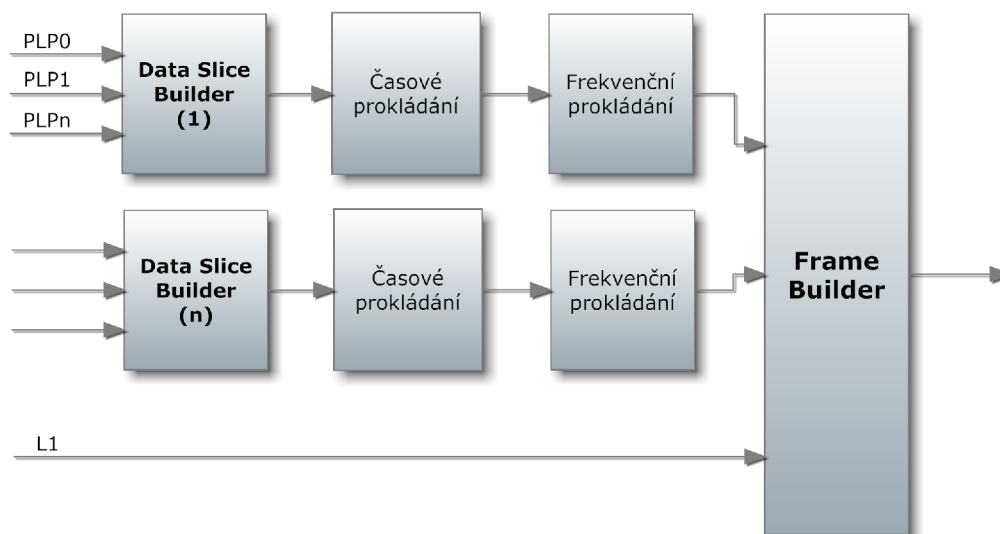 PLP0
PLP1
PLPn
Data Slice
Builder
(1)
Časové
prokládání
Frekvenční
prokládání
Data Slice
Builder
(n)
Časové
prokládání
Frekvenční
prokládání
Frame
Builder
L1